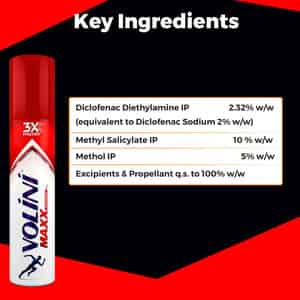 Key Ingredients
3X
VOLINI
MAXX
Diclofenac Diethylamine IP 2.32% w/w
(equivalent to Diclofenac Sodium 2% w/w)
Methyl Salicylate IP 10 % w/w
Methol IP 5% w/w
Excipients & Propellant q.s. to 100% w/w